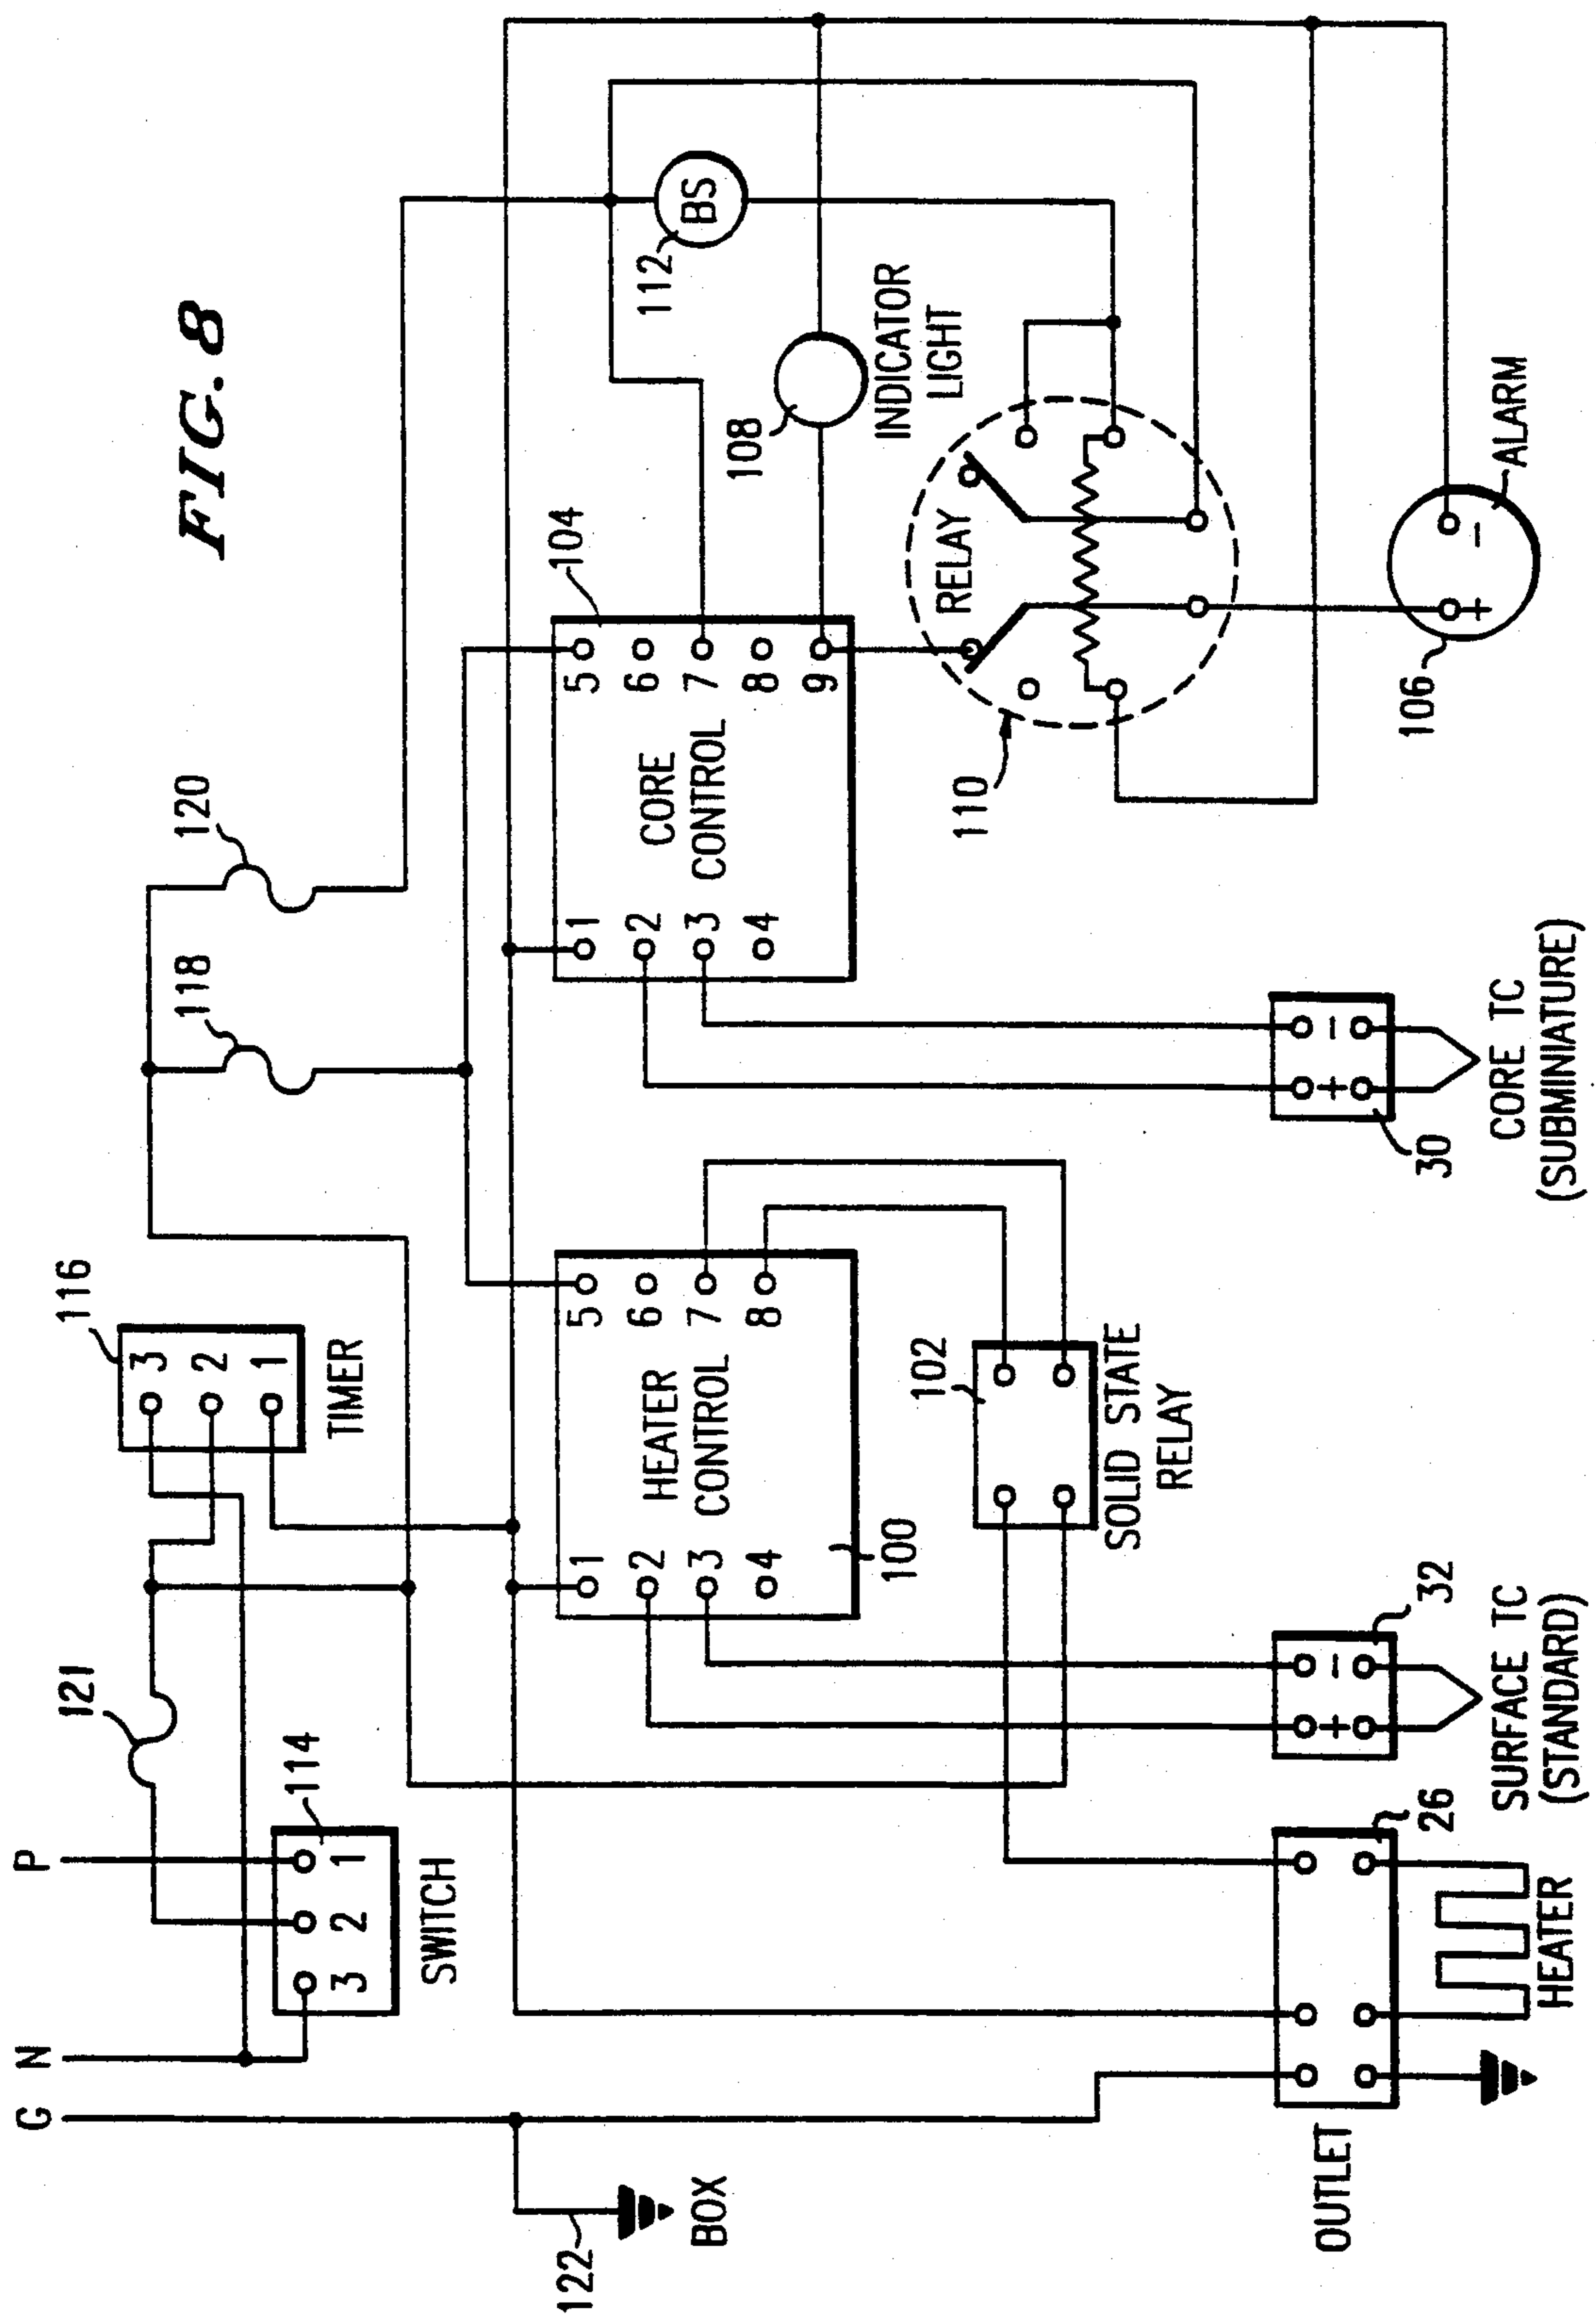 FIG. 8
G
N
P
121
116
118
120
3
2
1
TIMER
114
3
2
1
SWITCH
122
BOX
1
2
3
4
HEATER
CONTROL
5
6
7
8
100
1
2
3
4
CORE
CONTROL
5
6
7
8
9
104
112
BS
108
INDICATOR
LIGHT
RELAY
110
102
SOLID STATE
RELAY
OUTLET
26
HEATER
+ −
32
SURFACE TC
(STANDARD)
+ −
30
CORE TC
(SUBMINIATURE)
106
+ −
ALARM